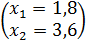 (x₁ = 1,8
x₂ = 3,6)